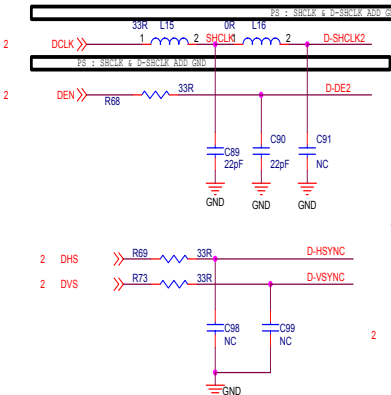 PS : SHCLK & D-SHCLK ADD G
33R L15 0R L16
2 DCLK 1 2 SHCLK 1 2 D-SHCLK2
PS : SHCLK & D-SHCLK ADD GND
2 DEN R68 33R D-DE2
C89 22pF
C90 22pF
C91 NC
GND GND GND
2 DHS R69 33R D-HSYNC
2 DVS R73 33R D-VSYNC
C98 NC
C99 NC
2
GND